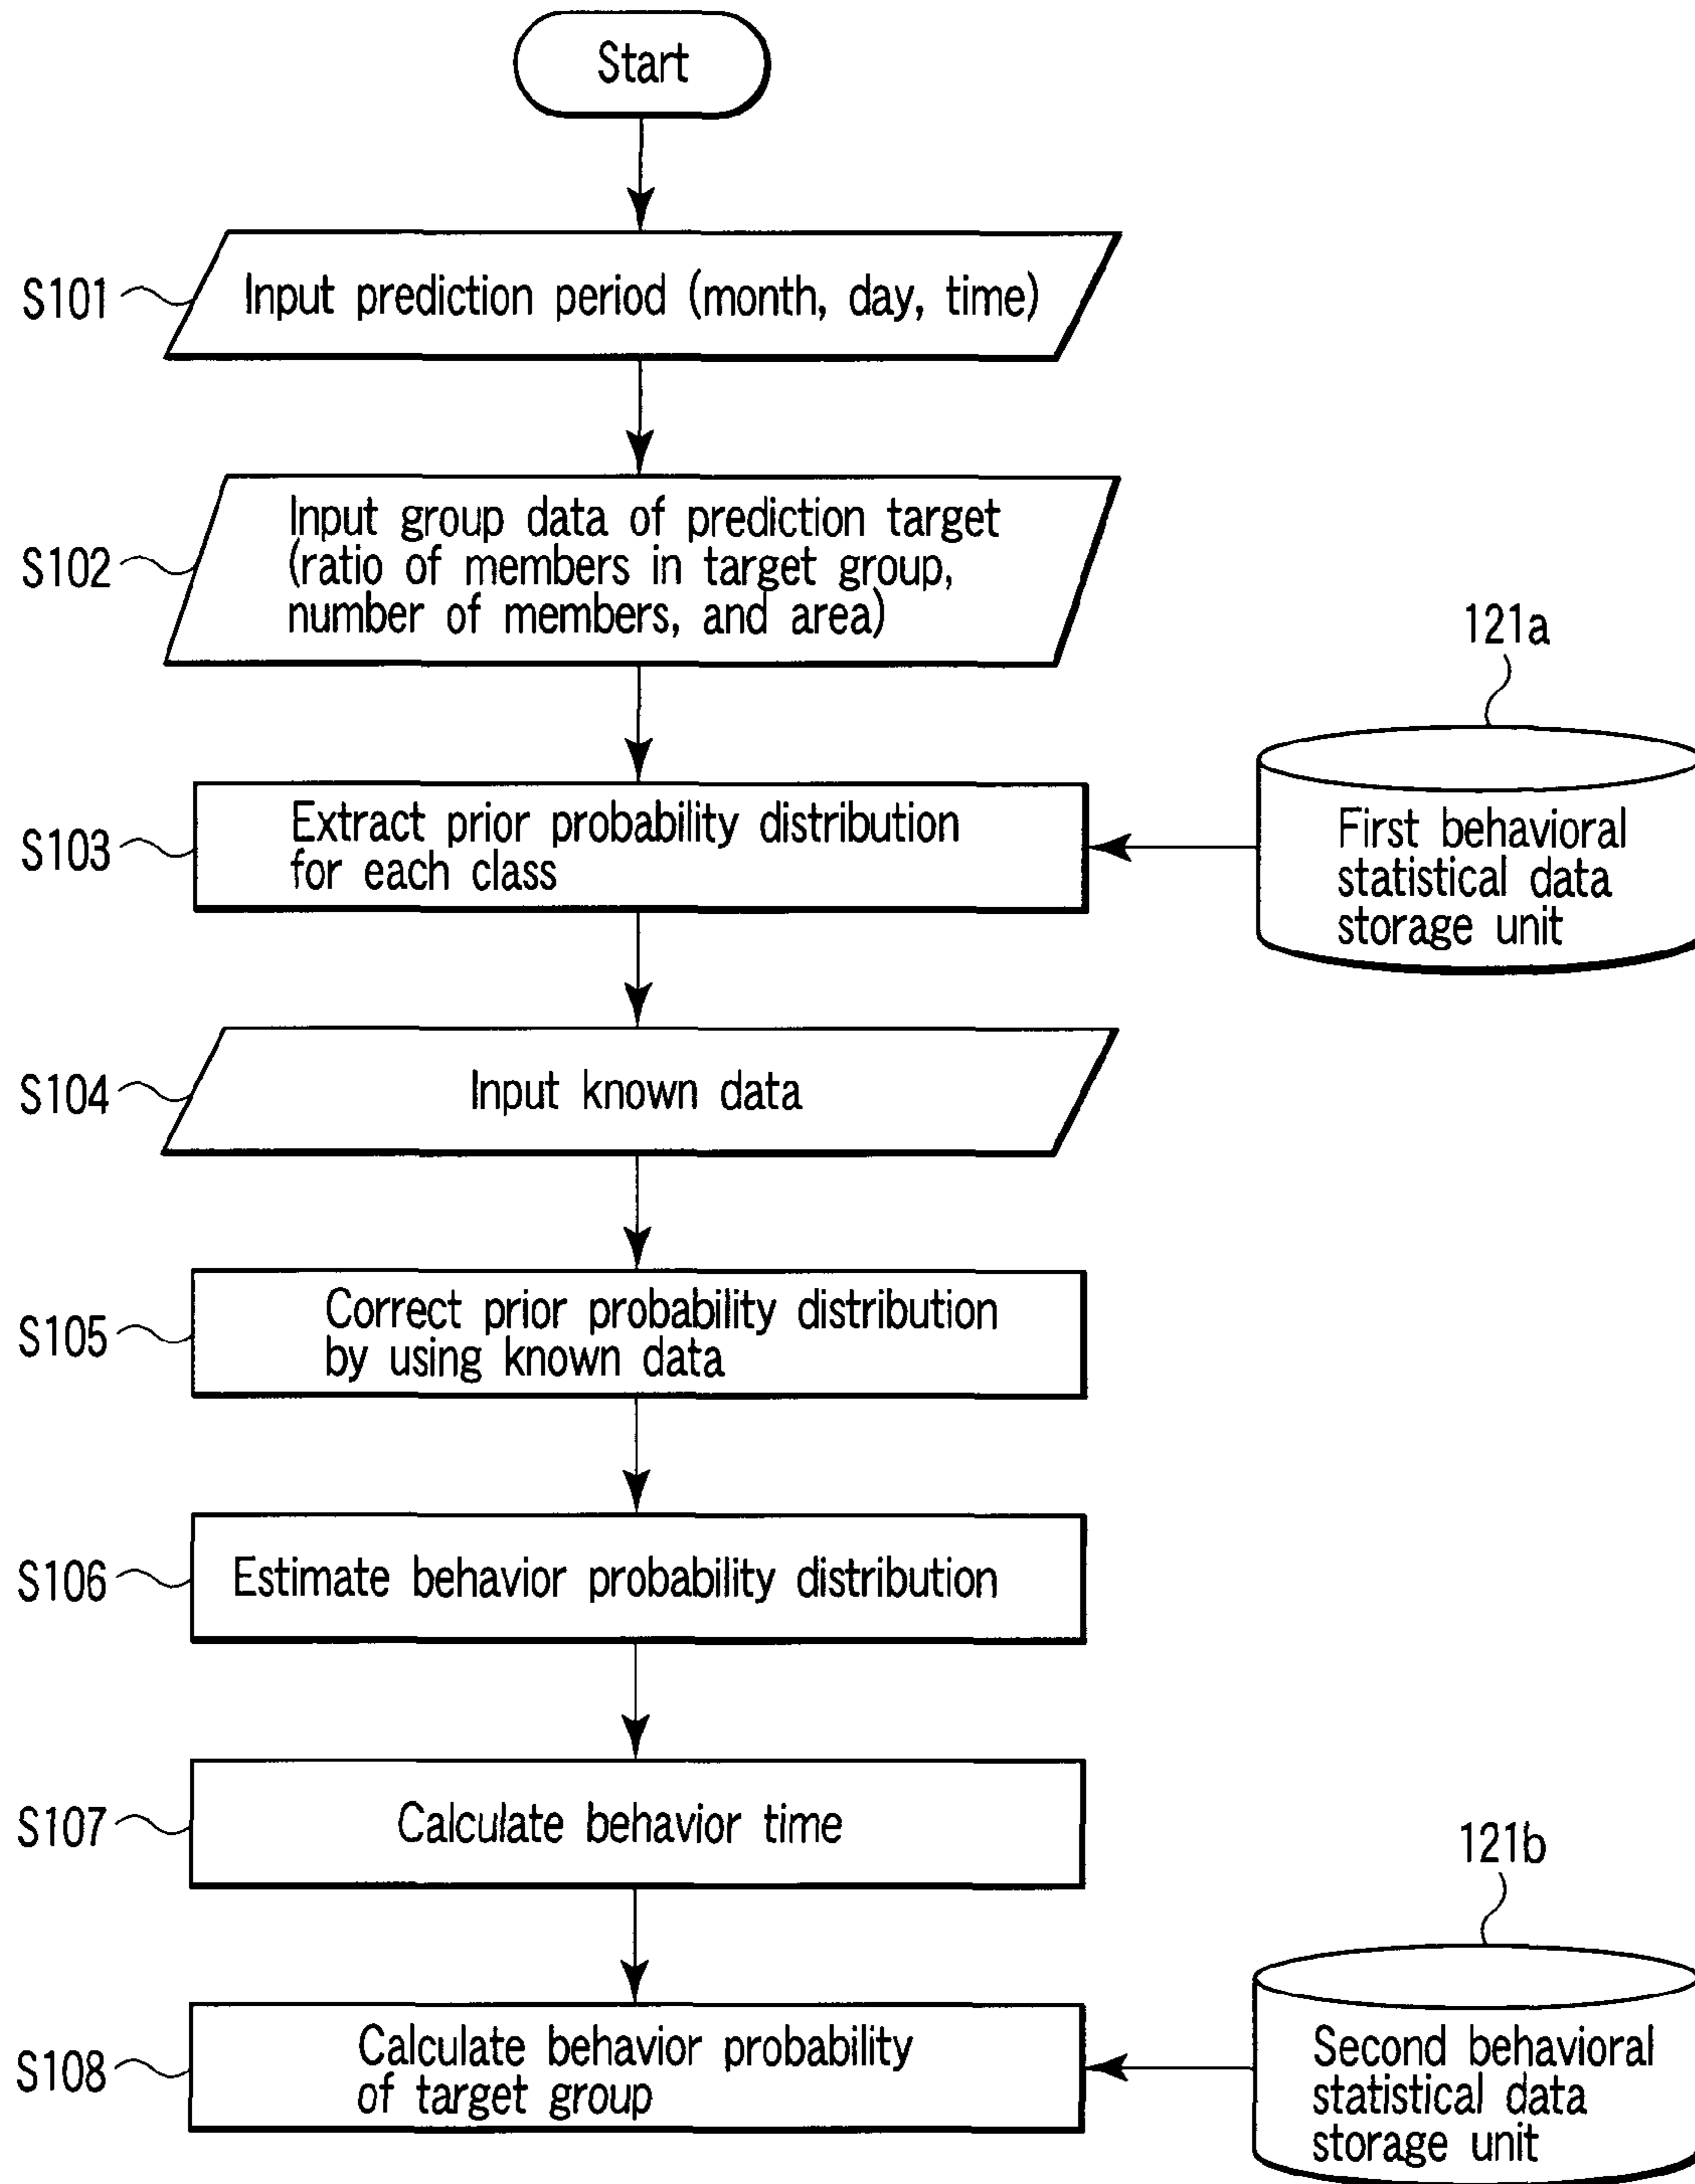 Start
S101
Input prediction period (month, day, time)
S102
Input group data of prediction target
(ratio of members in target group,
number of members, and area)
121a
S103
Extract prior probability distribution
for each class
First behavioral
statistical data
storage unit
S104
Input known data
S105
Correct prior probability distribution
by using known data
S106
Estimate behavior probability distribution
S107
Calculate behavior time
121b
S108
Calculate behavior probability
of target group
Second behavioral
statistical data
storage unit